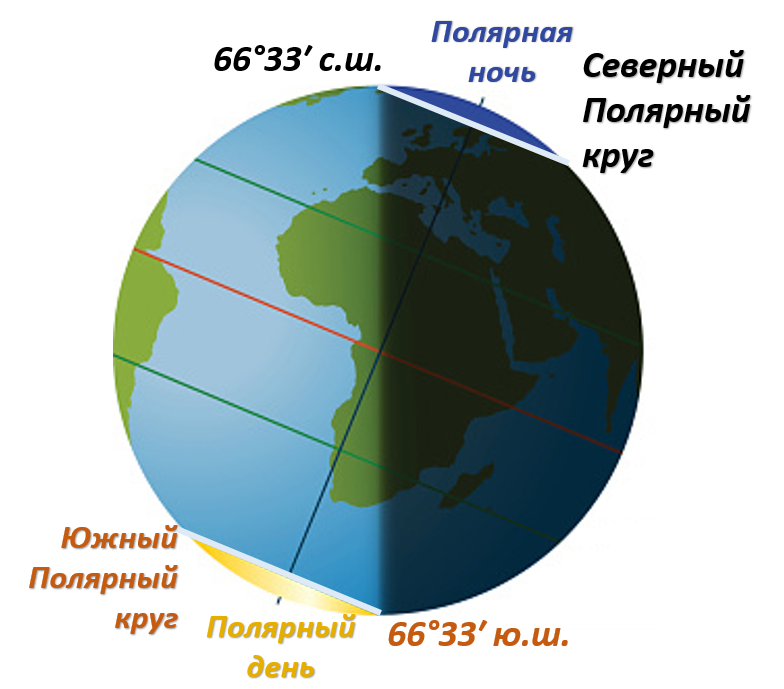 66°33′ с.ш.
Полярная
ночь
Северный
Полярный
круг
Южный
Полярный
круг
Полярный
день
66°33′ ю.ш.